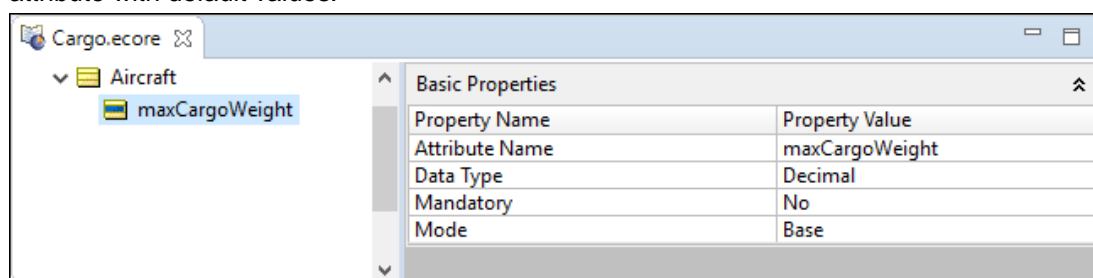 attribute with default values.
Cargo.ecore
Aircraft
maxCargoWeight
Basic Properties
Property Name Property Value
Attribute Name maxCargoWeight
Data Type Decimal
Mandatory No
Mode Base